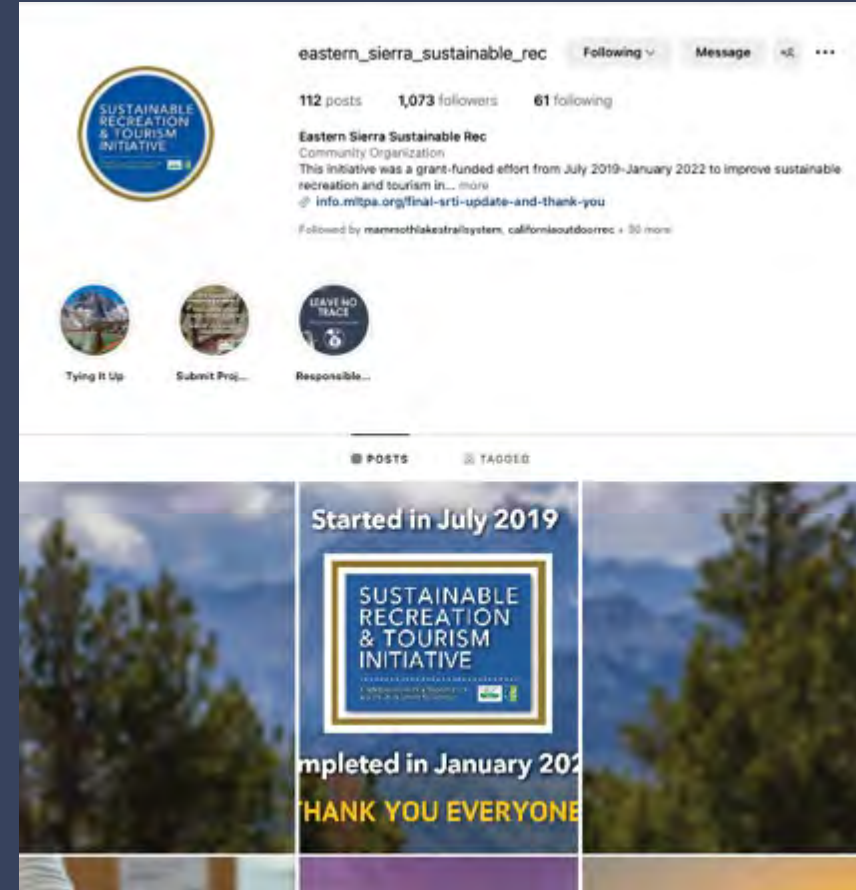 eastern_sierra_sustainable_rec Following Message
112 posts 1,073 followers 61 following
Eastern Sierra Sustainable Rec
Community Organization
This initiative was a grant-funded effort from July 2019-January 2022 to improve sustainable
recreation and tourism in... more
info.mltpa.org/final-srti-update-and-thank-you
Followed by mammothlakestrailsystem, californiaoutdoorrec + 30 more
SUSTAINABLE
RECREATION
& TOURISM
INITIATIVE
LEAVE NO
TRACE
Tying It Up Submit Proj... Responsible...
POSTS TAGGED
Started in July 2019
SUSTAINABLE
RECREATION
& TOURISM
INITIATIVE
mpleted in January 202
THANK YOU EVERYONE